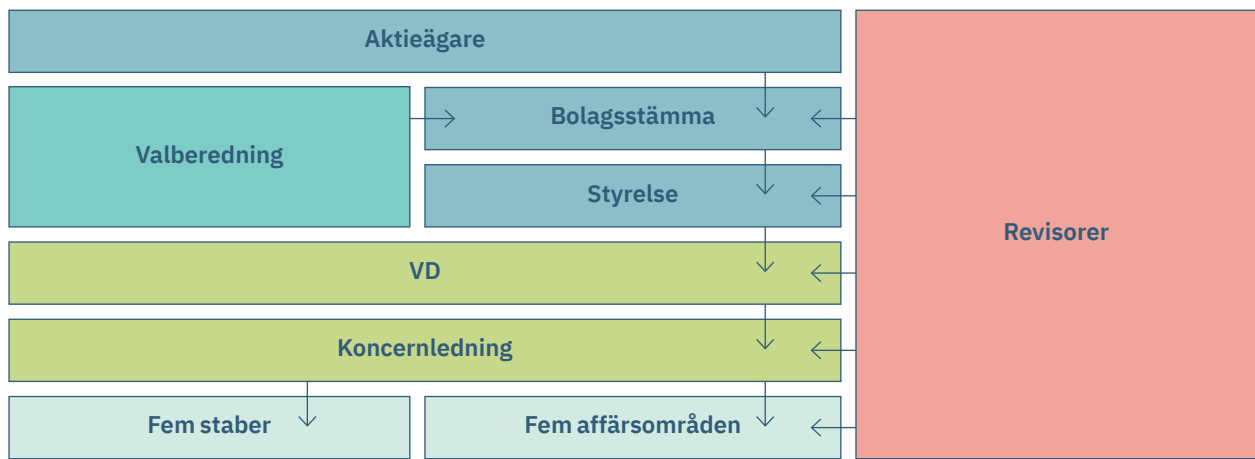 Aktieägare
Valberedning
Bolagsstämma
Styrelse
Revisorer
VD
Koncernledning
Fem staber
Fem affärsområden